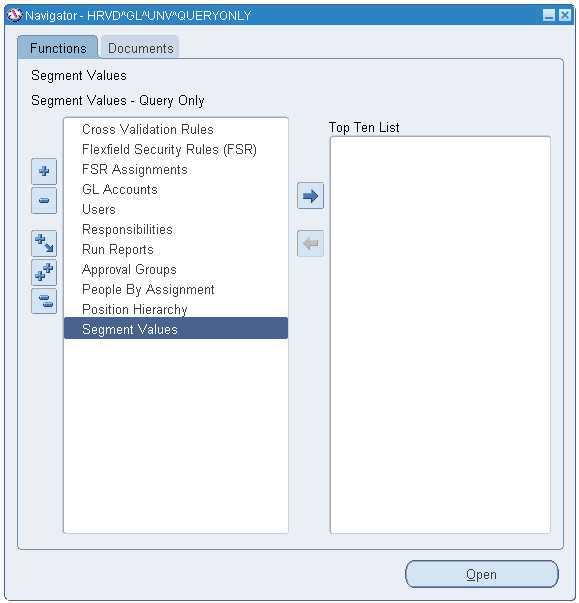 Navigator - HRVD^GL^UNV^QUERYONLY
Functions
Documents
Segment Values
Segment Values - Query Only
Cross Validation Rules
Flexfield Security Rules (FSR)
FSR Assignments
GL Accounts
Users
Responsibilities
Run Reports
Approval Groups
People By Assignment
Position Hierarchy
Segment Values
Top Ten List
Open